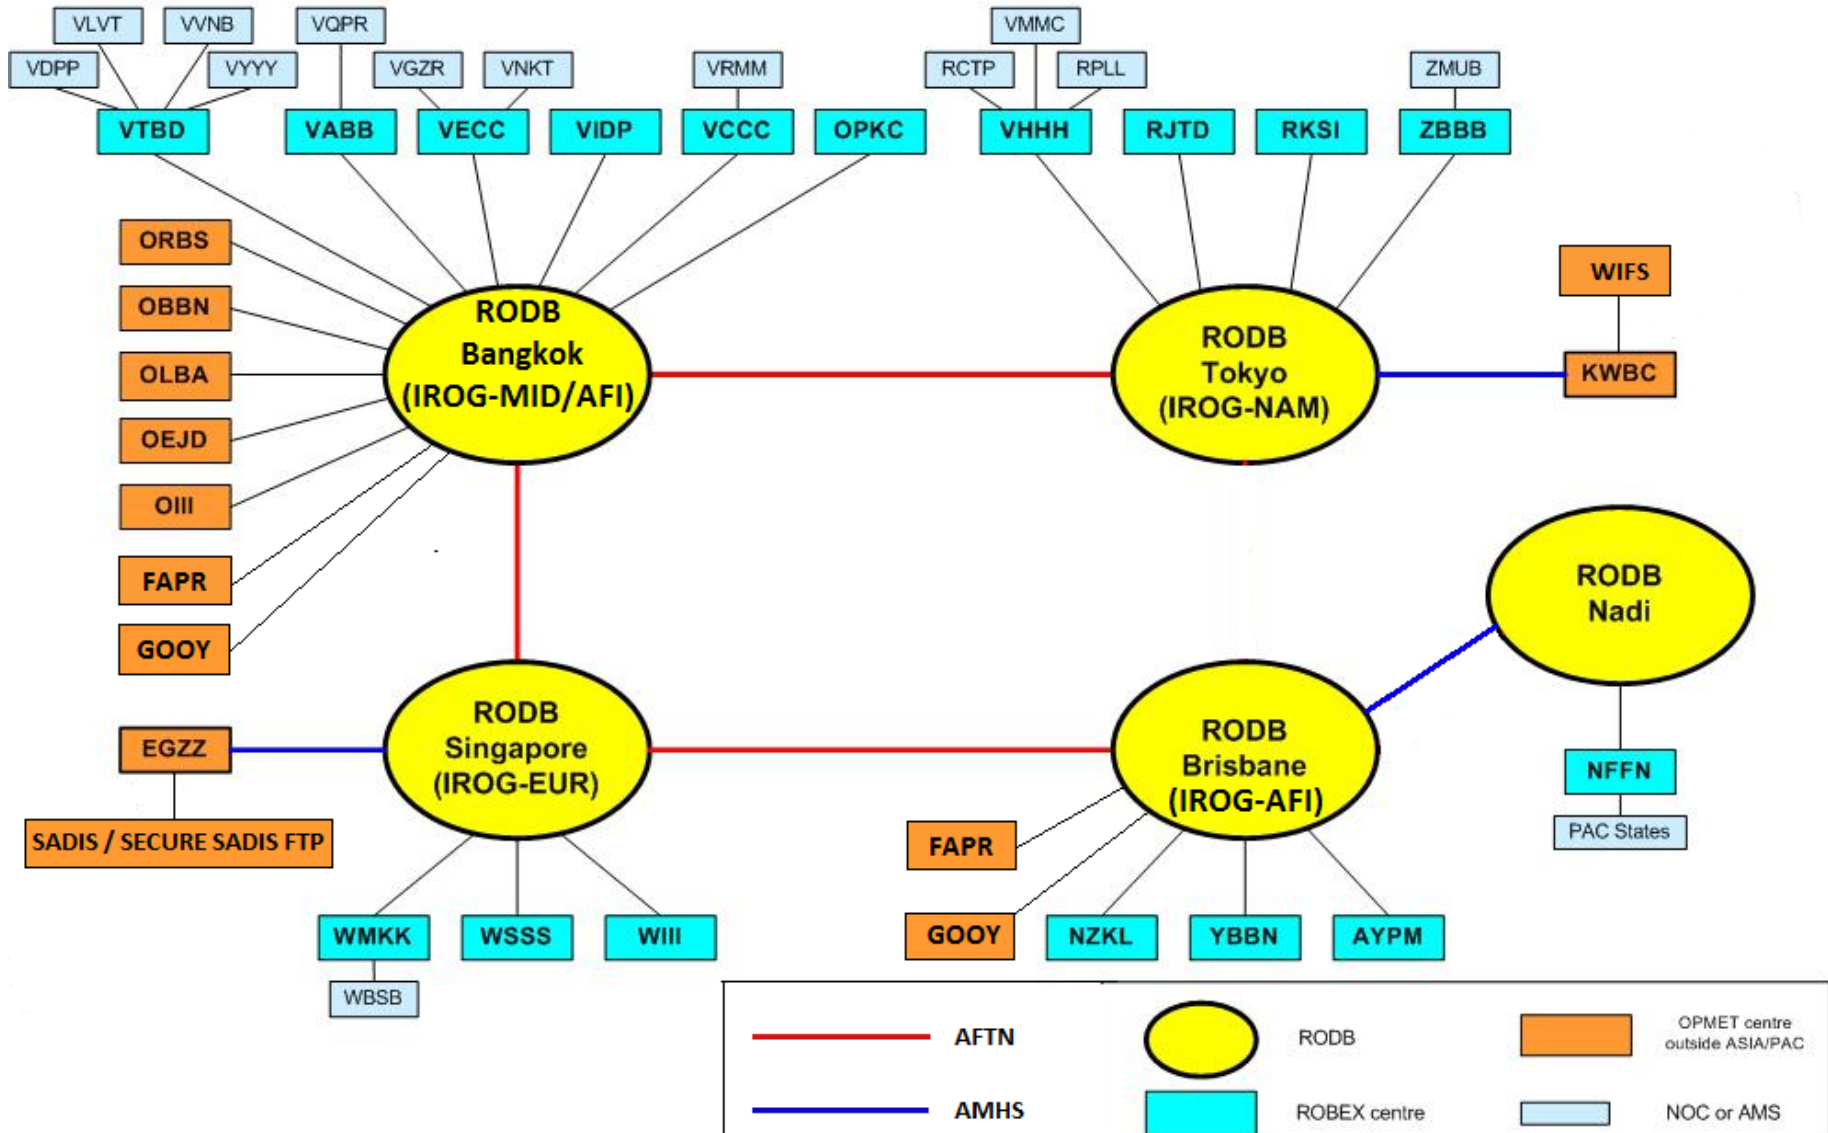 VLVT
VVNB
VQPR
VMMC
VDPP
VYYY
VGZR
VNKT
VRMM
RCTP
RPLL
ZMUB
VTBD
VABB
VECC
VIDP
VCCC
OPKC
VHHH
RJTD
RKSI
ZBBB
ORBS
OBBN
OLBA
OEJD
OIII
FAPR
GOOY
RODB
Bangkok
(IROG-MID/AFI)
RODB
Tokyo
(IROG-NAM)
WIFS
KWBC
RODB
Nadi
NFFN
PAC States
EGZZ
SADIS / SECURE SADIS FTP
RODB
Singapore
(IROG-EUR)
RODB
Brisbane
(IROG-AFI)
FAPR
GOOY
WMKK
WSSS
WIII
WBSB
NZKL
YBBN
AYPM
AFTN
AMHS
RODB
ROBEX centre
OPMET centre
outside ASIA/PAC
NOC or AMS